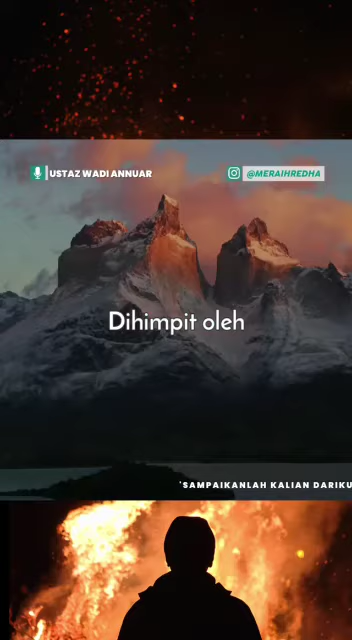 USTAZ WADI ANNUAR
@MERAIHREDHA
Dihimpit oleh
'SAMPAIKANLAH KALIAN DARIKU